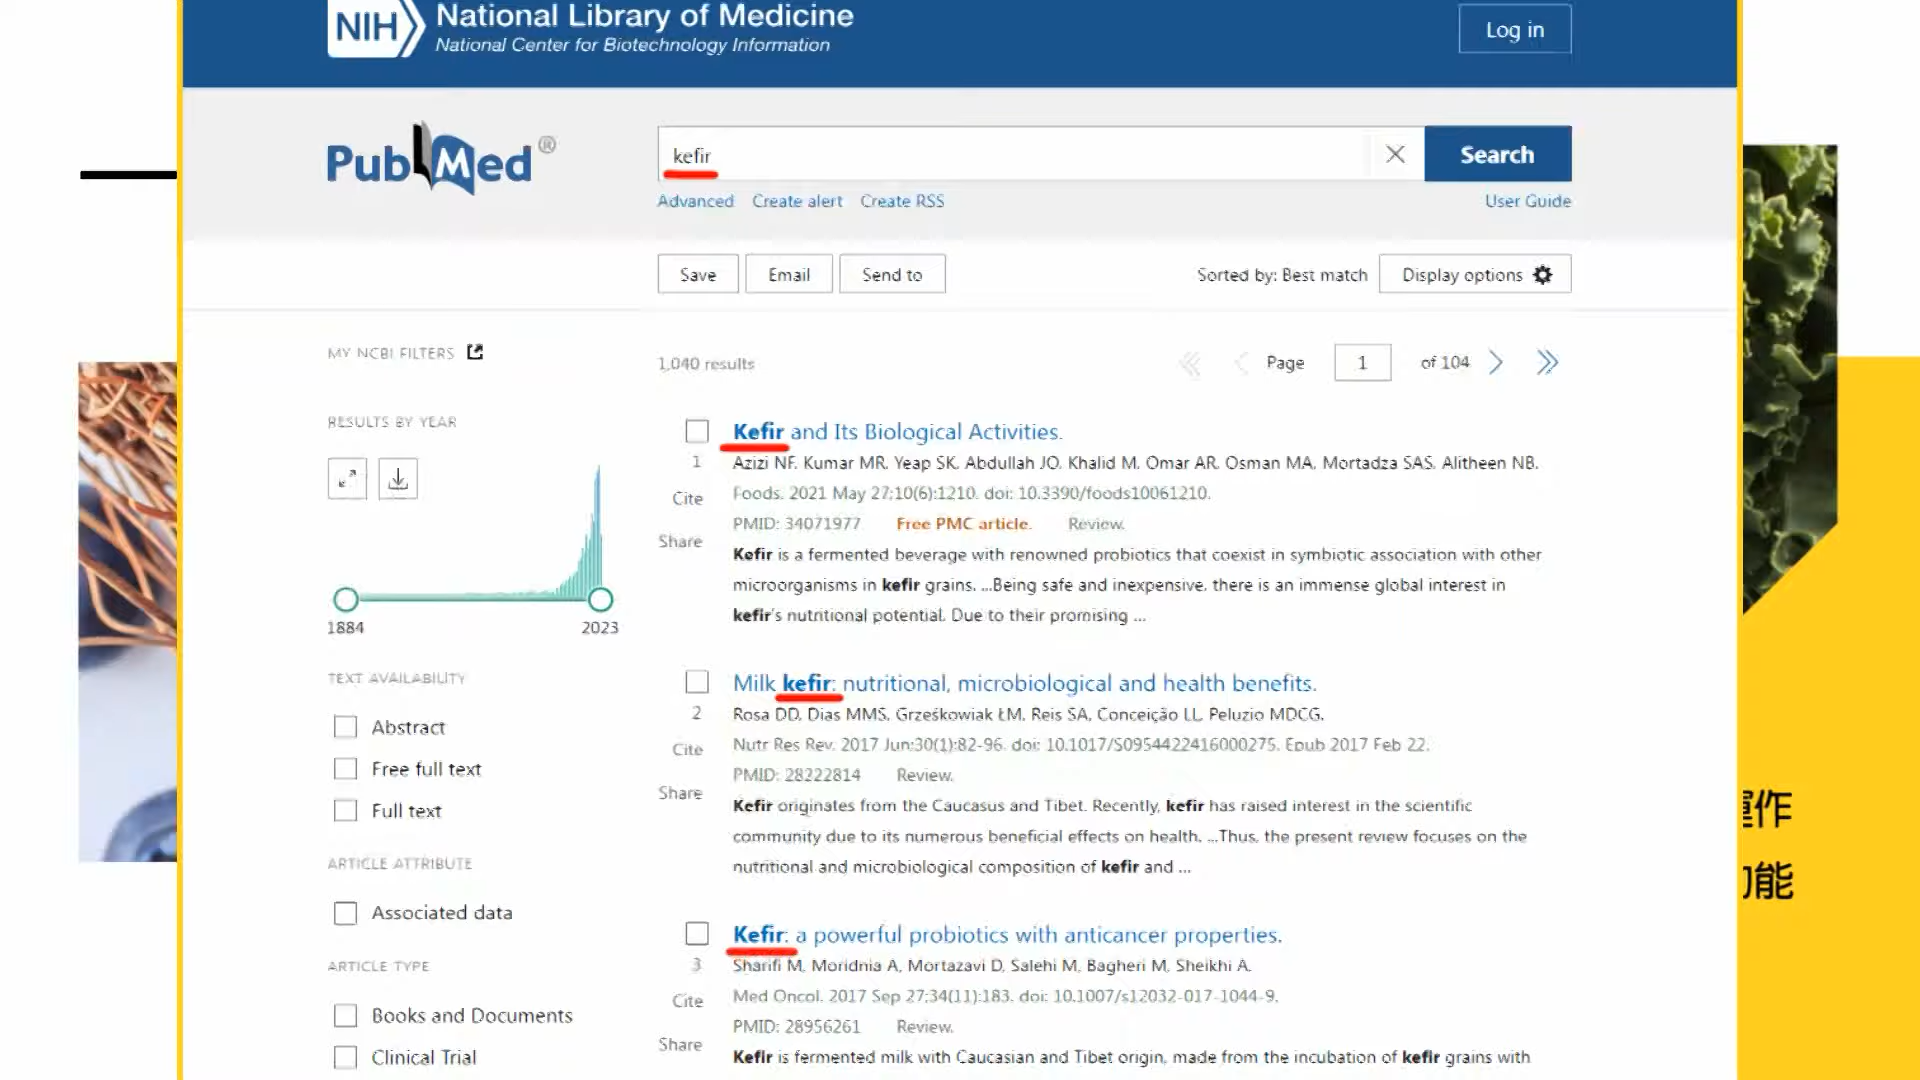 NIH National Library of Medicine
National Center for Biotechnology Information
Log in
PubMed®
kefir
Search
Advanced Create alert Create RSS
User Guide
Save Email Send to
Sorted by: Best match Display options
MY NCBI FILTERS
1,040 results
Page 1 of 104
RESULTS BY YEAR
1884 2023
TEXT AVAILABILITY
Abstract
Free full text
Full text
ARTICLE ATTRIBUTE
Associated data
ARTICLE TYPE
Books and Documents
Clinical Trial
Kefir and Its Biological Activities.
1
Cite
Share
Azizi NF, Kumar MR, Yeap SK, Abdullah JO, Khalid M, Omar AR, Osman MA, Mortadza SAS, Alitheen NB.
Foods. 2021 May 27;10(6):1210. doi: 10.3390/foods10061210.
PMID: 34071977 Free PMC article. Review.
Kefir is a fermented beverage with renowned probiotics that coexist in symbiotic association with other
microorganisms in kefir grains. ...Being safe and inexpensive, there is an immense global interest in
kefir's nutritional potential. Due to their promising ...
Milk kefir: nutritional, microbiological and health benefits.
2
Cite
Share
Rosa DD, Dias MMS, Grześkowiak ŁM, Reis SA, Conceição LL, Peluzio MDCG.
Nutr Res Rev. 2017 Jun;30(1):82-96. doi: 10.1017/S0954422416000275. Epub 2017 Feb 22.
PMID: 28222814 Review.
Kefir originates from the Caucasus and Tibet. Recently, kefir has raised interest in the scientific
community due to its numerous beneficial effects on health. ...Thus, the present review focuses on the
nutritional and microbiological composition of kefir and ...
Kefir: a powerful probiotics with anticancer properties.
3
Cite
Share
Sharifi M, Moridnia A, Mortazavi D, Salehi M, Bagheri M, Sheikhi A.
Med Oncol. 2017 Sep 27;34(11):183. doi: 10.1007/s12032-017-1044-9.
PMID: 28956261 Review.
Kefir is fermented milk with Caucasian and Tibet origin, made from the incubation of kefir grains with
作
能